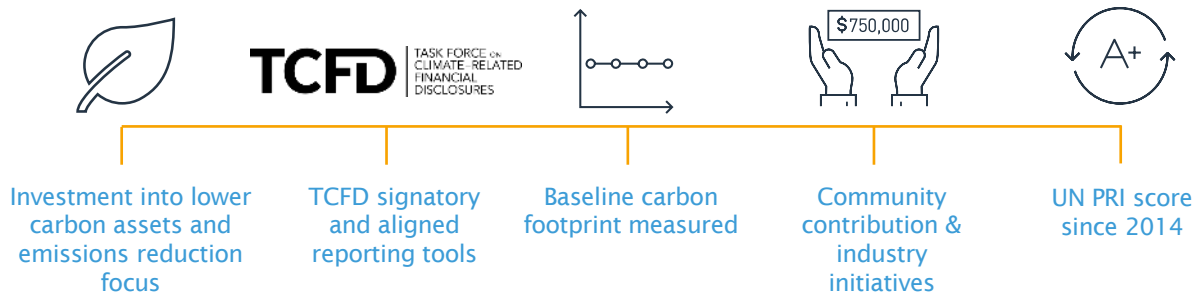 TCFD
TASK FORCE ON
CLIMATE-RELATED
FINANCIAL
DISCLOSURES
$750,000
A+
Investment into lower
carbon assets and
emissions reduction
focus
TCFD signatory
and aligned
reporting tools
Baseline carbon
footprint measured
Community
contribution &
industry
initiatives
UN PRI score
since 2014